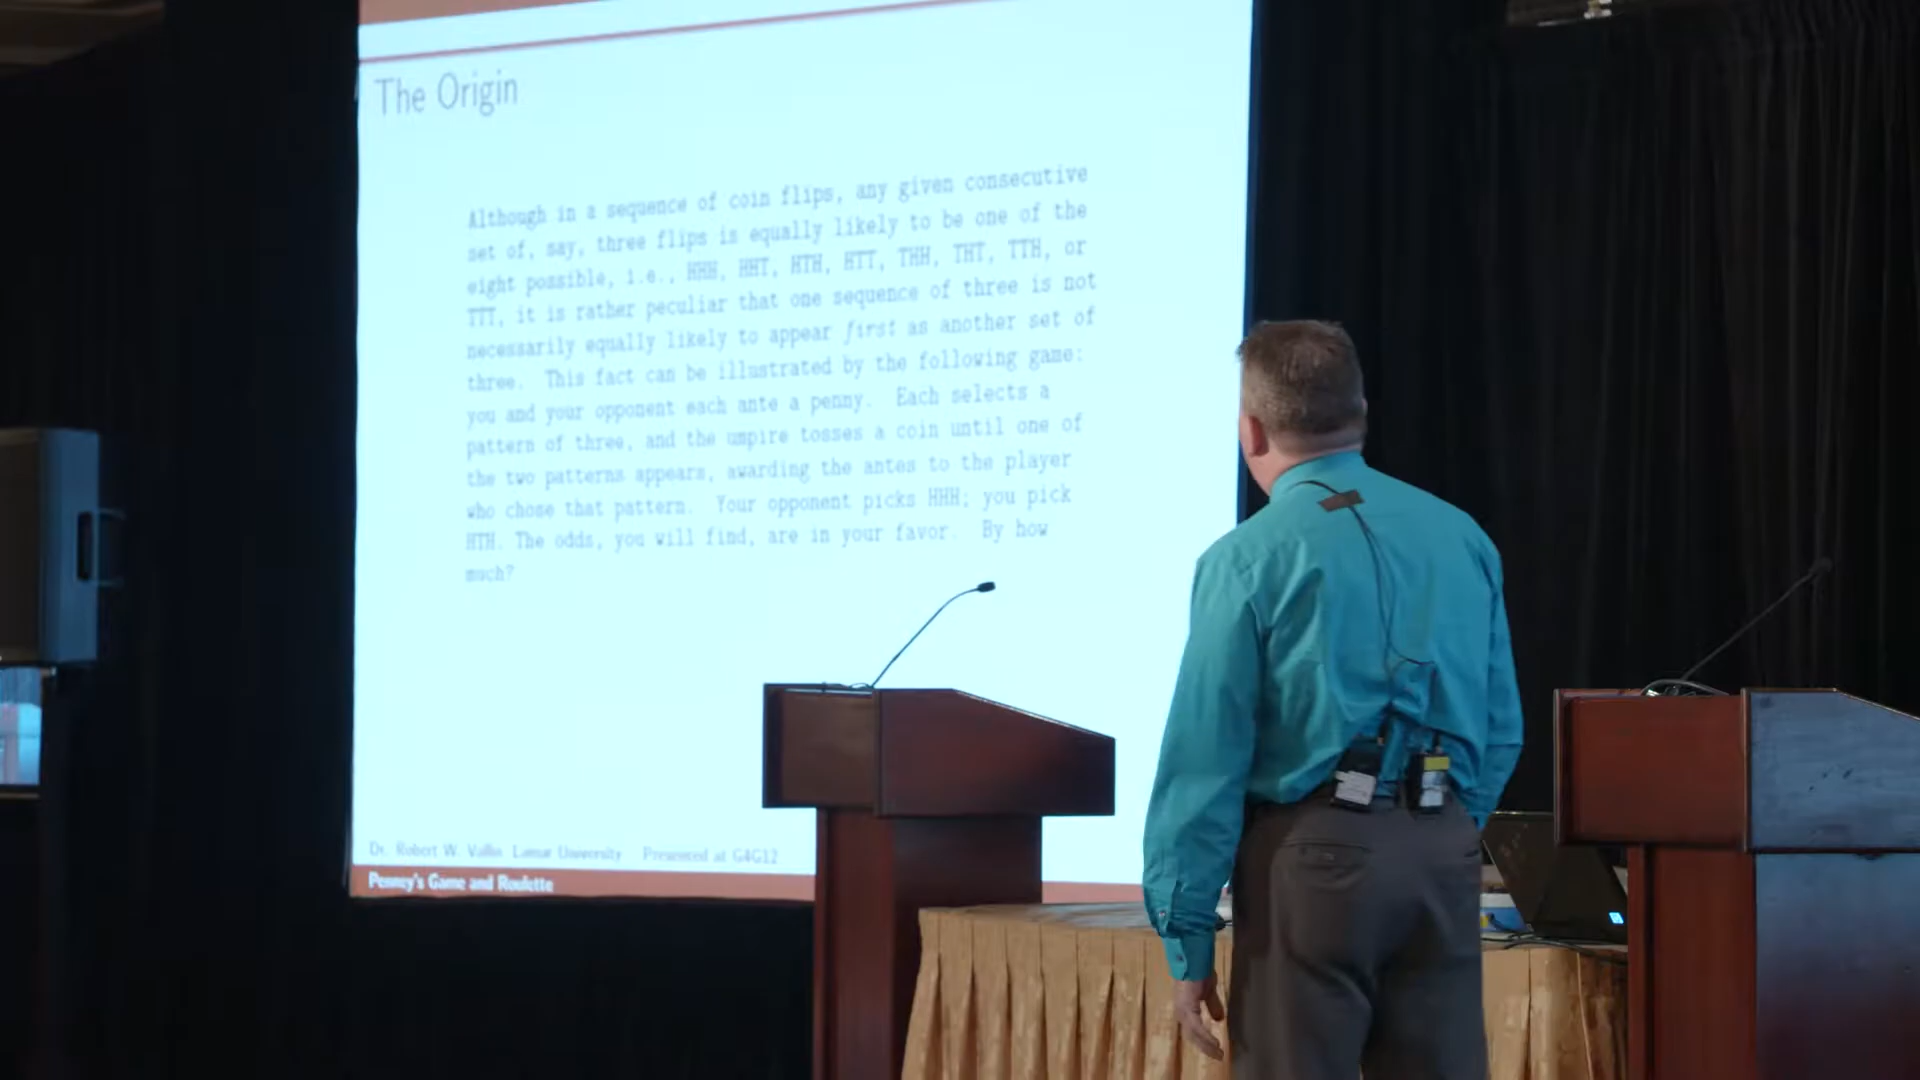 The Origin
Although in a sequence of coin flips, any given consecutive
set of, say, three flips is equally likely to be one of the
eight possible, i.e., HHH, HHT, HTH, HTT, THH, THT, TTH, or
TTT, it is rather peculiar that one sequence of three is not
necessarily equally likely to appear first as another set of
three. This fact can be illustrated by the following game:
you and your opponent each ante a penny. Each selects a
pattern of three, and the umpire tosses a coin until one of
the two patterns appears, awarding the antes to the player
who chose that pattern. Your opponent picks HHH; you pick
HTH. The odds, you will find, are in your favor. By how
much?
Dr. Robert W. Vallin Lamar University Presented at G4G12
Penney's Game and Roulette